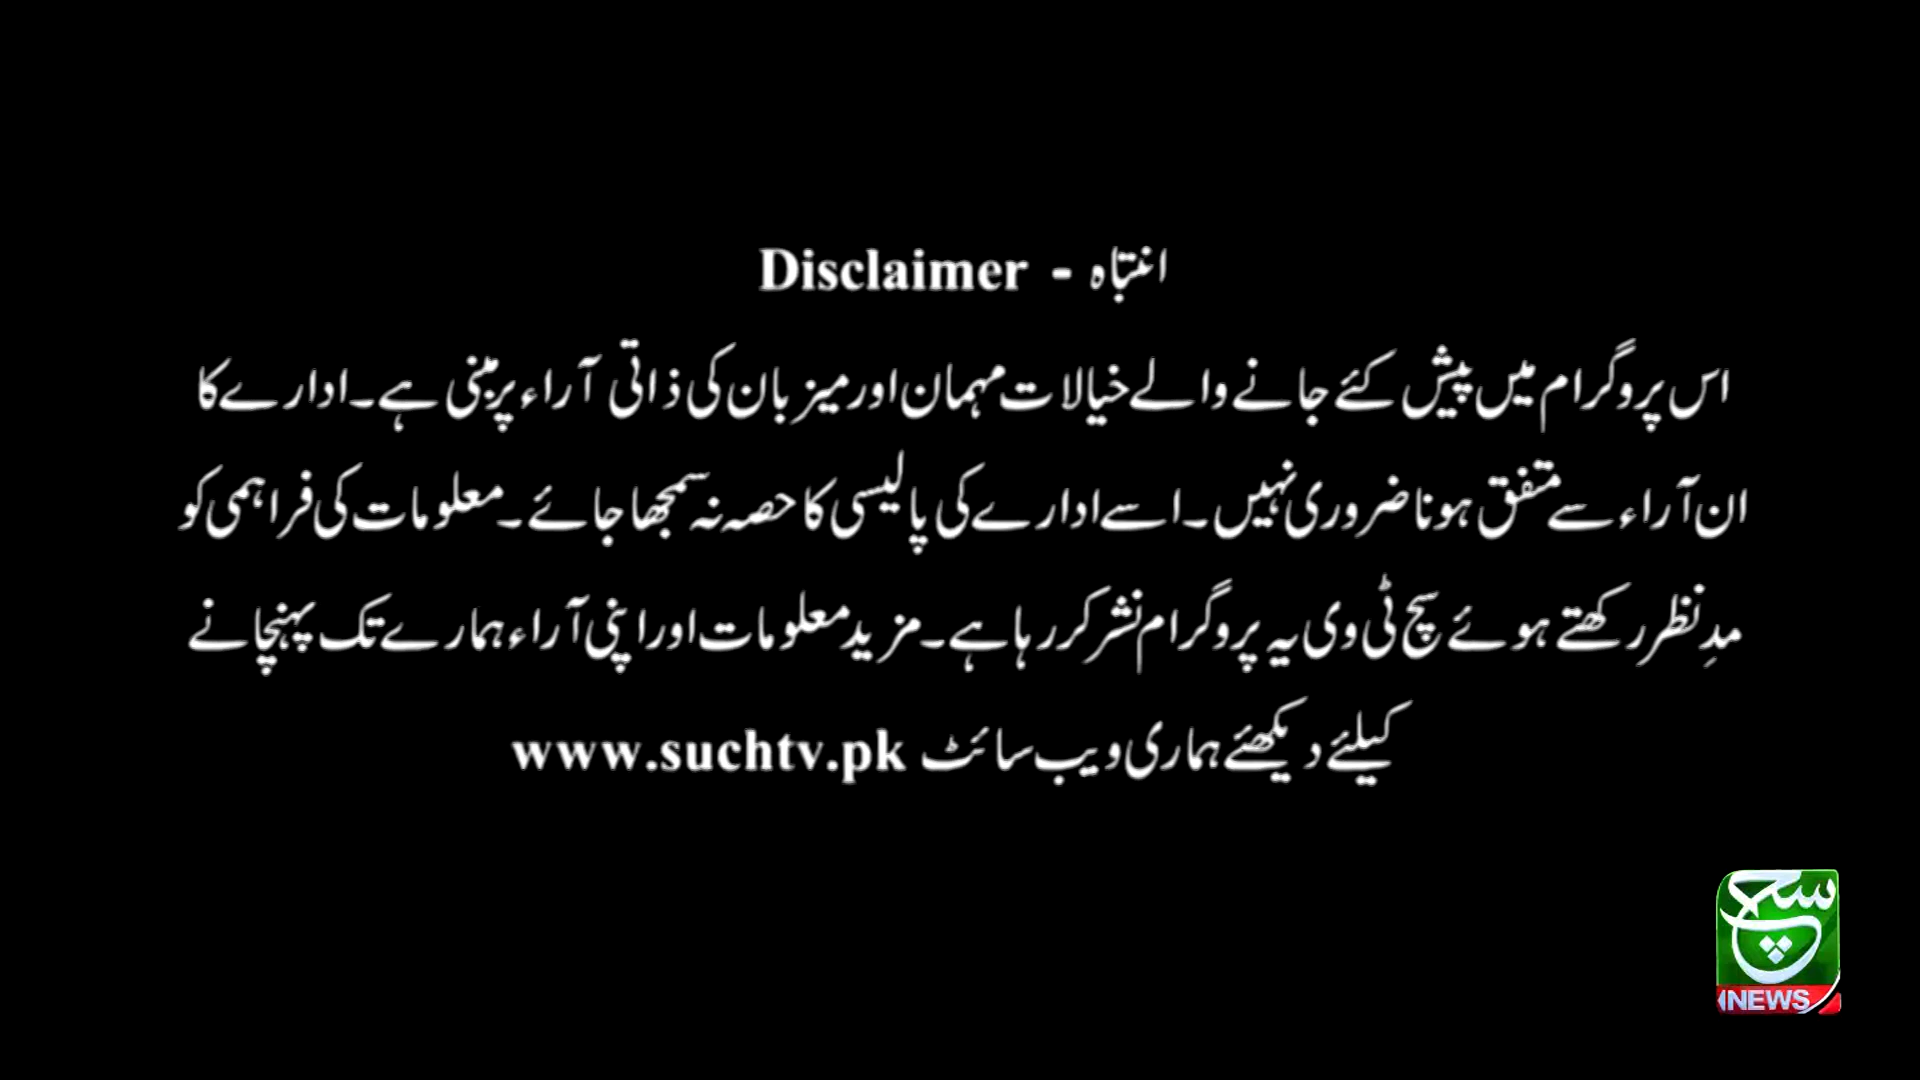 انتباہ - Disclaimer
اس پروگرام میں پیش کئے جانے والے خیالات مہمان اور میزبان کی ذاتی آراء پر مبنی ہے۔ ادارے کا
ان آراء سے متفق ہونا ضروری نہیں۔ اسے ادارے کی پالیسی کا حصہ نہ سمجھا جائے۔ معلومات کی فراہمی کو
مدِنظر رکھتے ہوئے سچ ٹی وی یہ پروگرام نشر کر رہا ہے۔ مزید معلومات اور اپنی آراء ہمارے تک پہنچانے
کیلئے دیکھئے ہماری ویب سائٹ www.suchtv.pk
سچ
NEWS